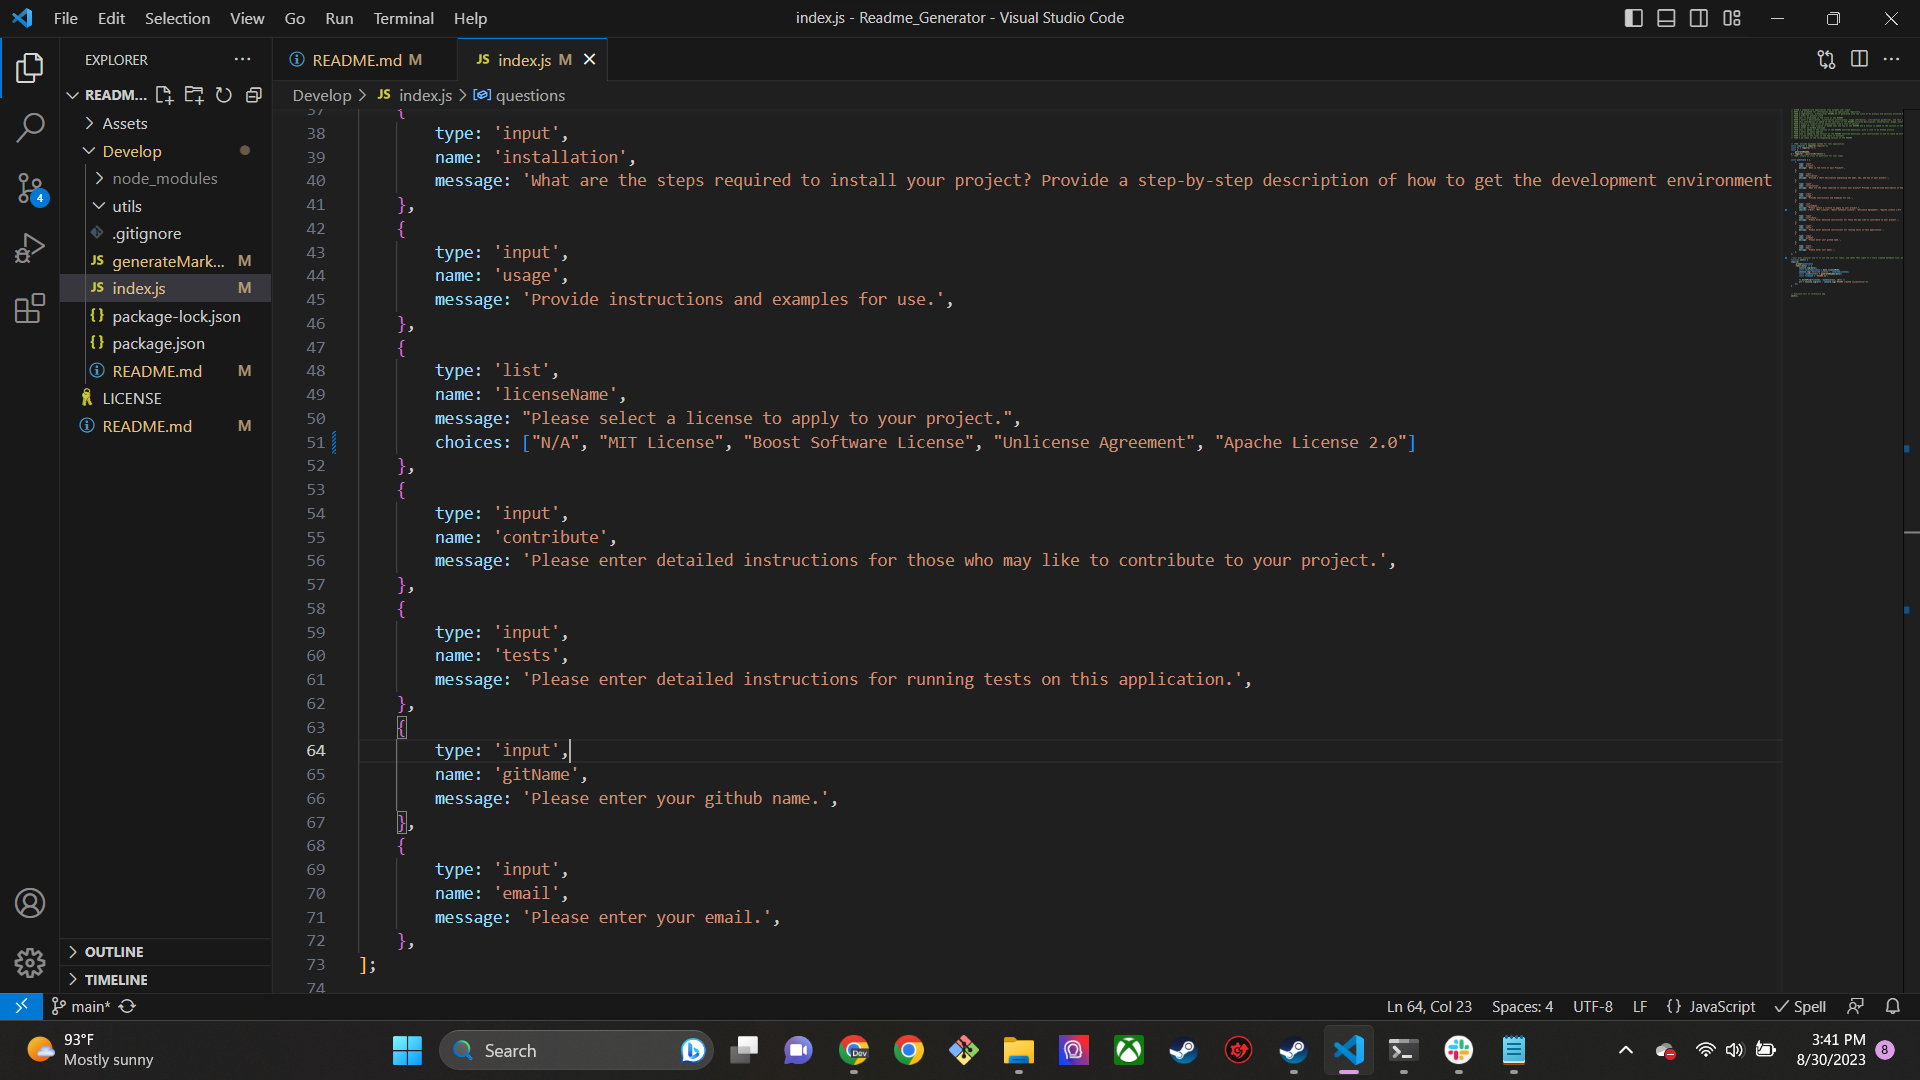 File Edit Selection View Go Run Terminal Help
index.js - Readme_Generator - Visual Studio Code
EXPLORER
READM...
Assets
Develop
node_modules
utils
.gitignore
JS generateMark... M
JS index.js M
{} package-lock.json
{} package.json
README.md M
LICENSE
README.md M
OUTLINE
TIMELINE
4
README.md M
JS index.js M
Develop > JS index.js > questions
37 {
38 type: 'input',
39 name: 'installation',
40 message: 'What are the steps required to install your project? Provide a step-by-step description of how to get the development environment
41 },
42 {
43 type: 'input',
44 name: 'usage',
45 message: 'Provide instructions and examples for use.',
46 },
47 {
48 type: 'list',
49 name: 'licenseName',
50 message: "Please select a license to apply to your project.",
51 choices: ["N/A", "MIT License", "Boost Software License", "Unlicense Agreement", "Apache License 2.0"]
52 },
53 {
54 type: 'input',
55 name: 'contribute',
56 message: 'Please enter detailed instructions for those who may like to contribute to your project.',
57 },
58 {
59 type: 'input',
60 name: 'tests',
61 message: 'Please enter detailed instructions for running tests on this application.',
62 },
63 {
64 type: 'input',
65 name: 'gitName',
66 message: 'Please enter your github name.',
67 },
68 {
69 type: 'input',
70 name: 'email',
71 message: 'Please enter your email.',
72 },
73 ];
74
main*
Ln 64, Col 23 Spaces: 4 UTF-8 LF {} JavaScript Spell
93°F
Mostly sunny
Search
Dev
3:41 PM
8/30/2023
8